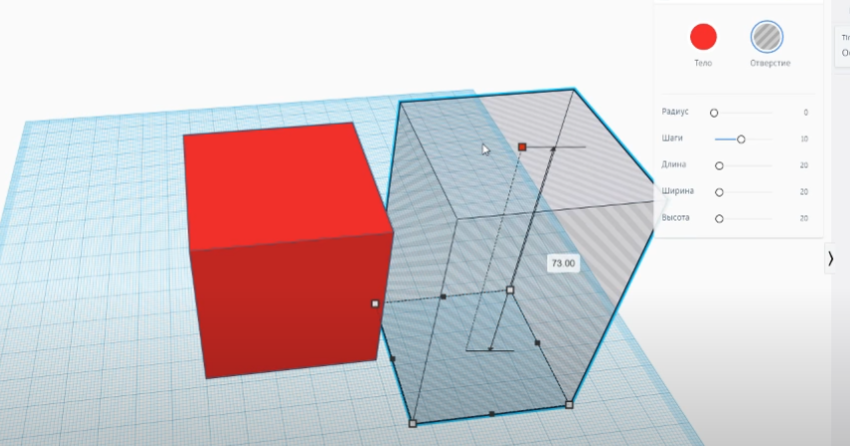 Тело
Отверстие
Радиус 0
Шаги 10
Длина 20
Ширина 20
Высота 20
73.00